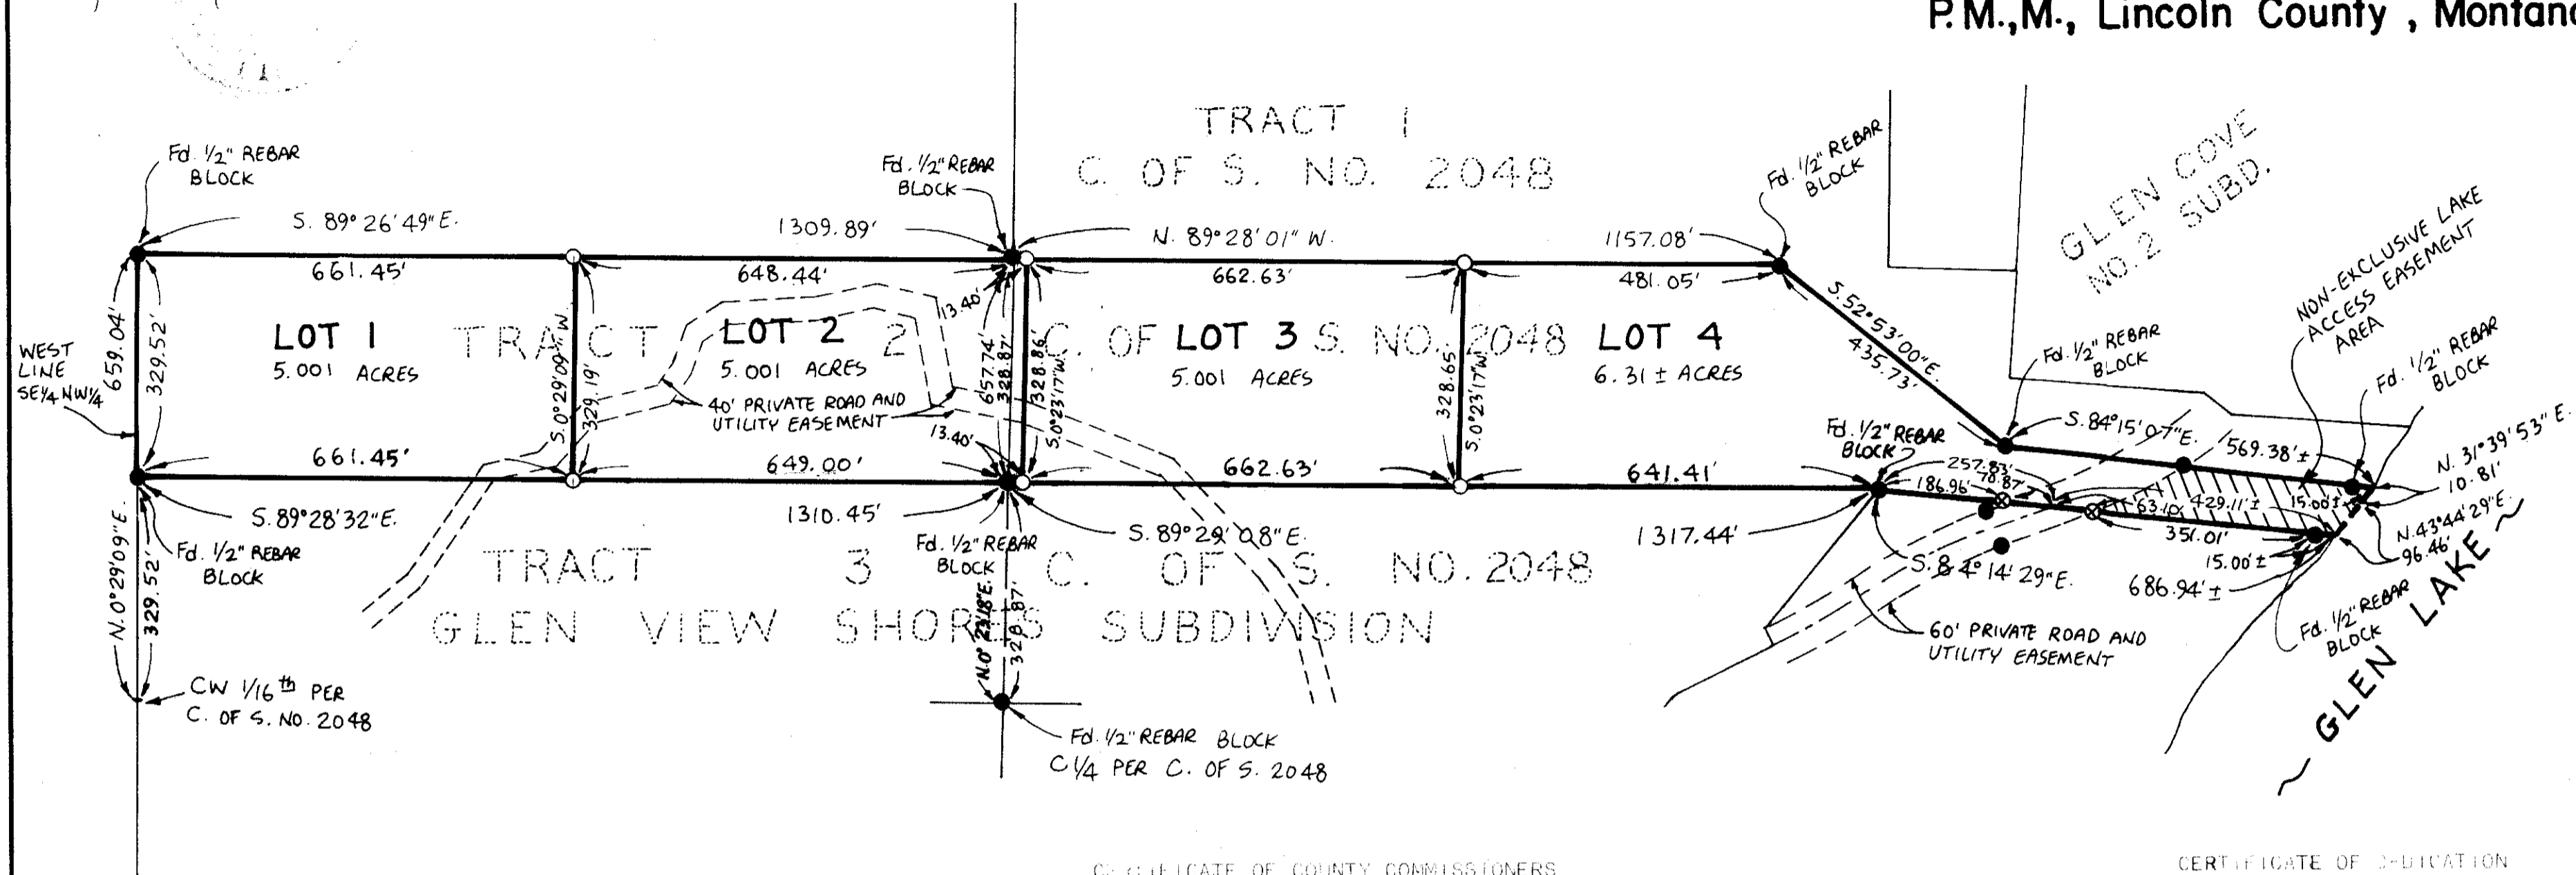 P.M.,M., Lincoln County , Montana
TRACT 1
C. OF S. NO. 2048
GLEN COVE
NO. 2 SUBD.
Fd. 1/2" REBAR
BLOCK
Fd. 1/2" REBAR
BLOCK
Fd. 1/2" REBAR
BLOCK
NON-EXCLUSIVE LAKE
ACCESS EASEMENT
AREA
S. 89° 26' 49" E.
1309.89'
N. 89° 28' 01" W.
1157.08'
661.45'
648.44'
662.63'
481.05'
S. 52° 53' 00" E.
435.73'
13.40'
WEST
LINE
SE1/4 NW1/4
659.04'
329.52'
LOT 1
5.001 ACRES
TRACT 2 C. OF S. NO. 2048
S. 0° 29' 09" W.
329.19'
LOT 2
5.001 ACRES
657.74'
328.87'
328.86'
S. 0° 23' 17" W.
LOT 3
5.001 ACRES
328.65'
S. 0° 23' 17" W.
LOT 4
6.31 ± ACRES
40' PRIVATE ROAD AND
UTILITY EASEMENT
Fd. 1/2" REBAR
BLOCK
Fd. 1/2" REBAR
BLOCK
S. 84° 15' 07" E.
569.38' ±
N. 31° 39' 53" E.
10.81'
Fd. 1/2" REBAR
BLOCK
257.83'
78.87'
186.96'
63.10'
429.11' ±
15.00' ±
351.01'
N. 43° 44' 29" E.
96.46'
661.45'
649.00'
13.40'
662.63'
641.41'
S. 89° 28' 32" E.
1310.45'
S. 89° 29' 08" E.
1317.44'
S. 84° 14' 29" E.
15.00' ±
686.94' ±
Fd. 1/2" REBAR
BLOCK
Fd. 1/2" REBAR
BLOCK
Fd. 1/2" REBAR
BLOCK
TRACT 3 C. OF S. NO. 2048
GLEN VIEW SHORES SUBDIVISION
N. 0° 29' 09" E.
329.52'
N. 0° 23' 18" E.
328.87'
60' PRIVATE ROAD AND
UTILITY EASEMENT
~ GLEN LAKE ~
CW 1/16th PER
C. OF S. NO. 2048
Fd. 1/2" REBAR BLOCK
C 1/4 PER C. OF S. 2048
CERTIFICATE OF COUNTY COMMISSIONERS
CERTIFICATE OF DEDICATION